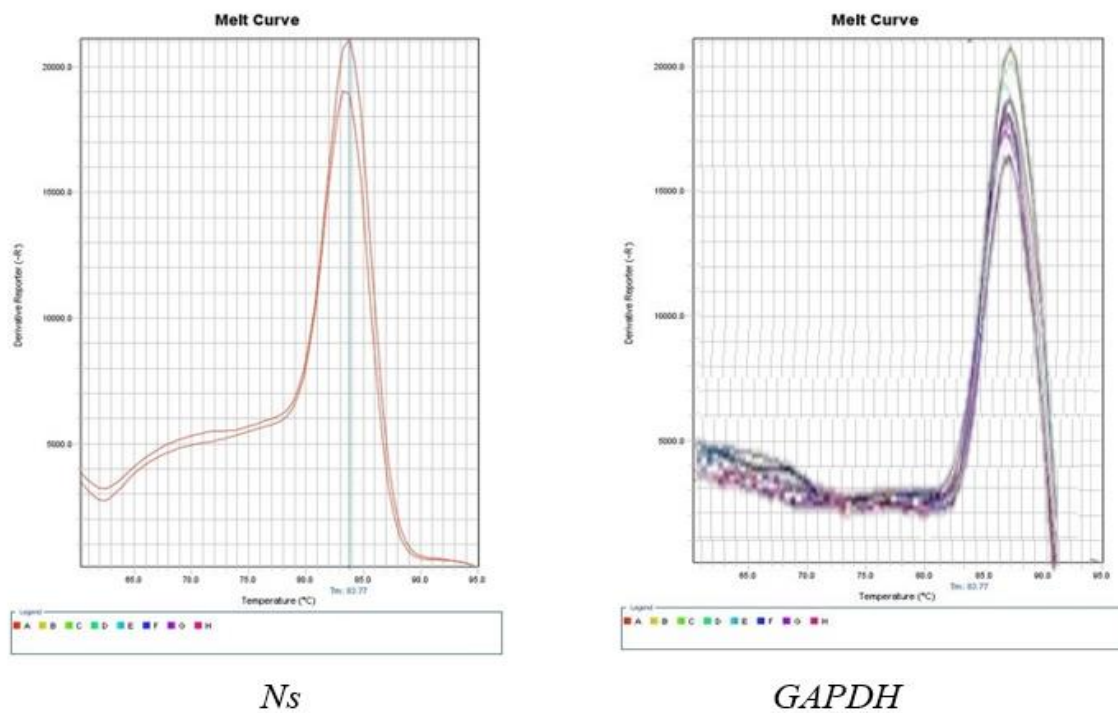 Melt Curve
20000.0
15000.0
10000.0
5000.0
Derivative Reporter (-R')
65.0 70.0 75.0 80.0 85.0 90.0 95.0
Tm: 83.77
Temperature (°C)
Legend
A B C D E F G H
Ns
Melt Curve
20000.0
15000.0
10000.0
5000.0
Derivative Reporter (-R')
65.0 70.0 75.0 80.0 85.0 90.0 95.0
Tm: 83.77
Temperature (°C)
Legend
A B C D E F G H
GAPDH